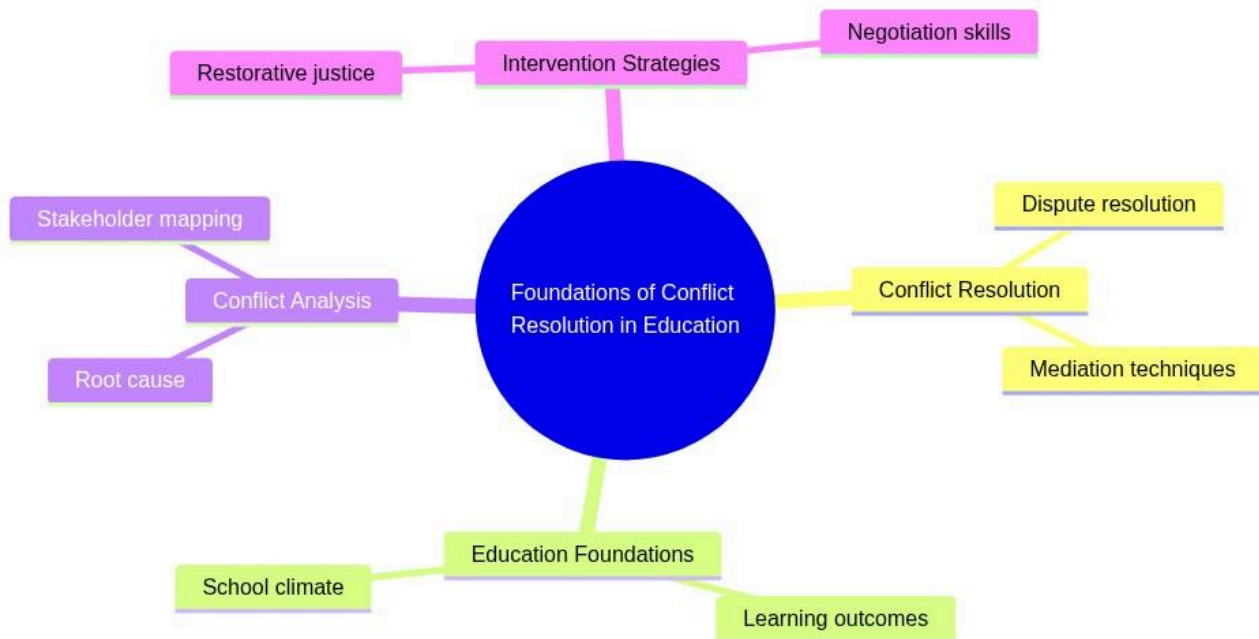 Negotiation skills
Restorative justice
Intervention Strategies
Stakeholder mapping
Dispute resolution
Conflict Analysis
Foundations of Conflict
Resolution in Education
Conflict Resolution
Root cause
Mediation techniques
Education Foundations
School climate
Learning outcomes